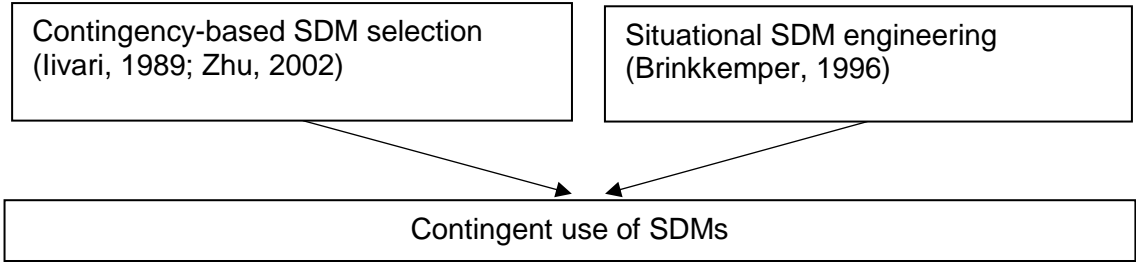 Contingency-based SDM selection
(Iivari, 1989; Zhu, 2002)
Situational SDM engineering
(Brinkkemper, 1996)
Contingent use of SDMs